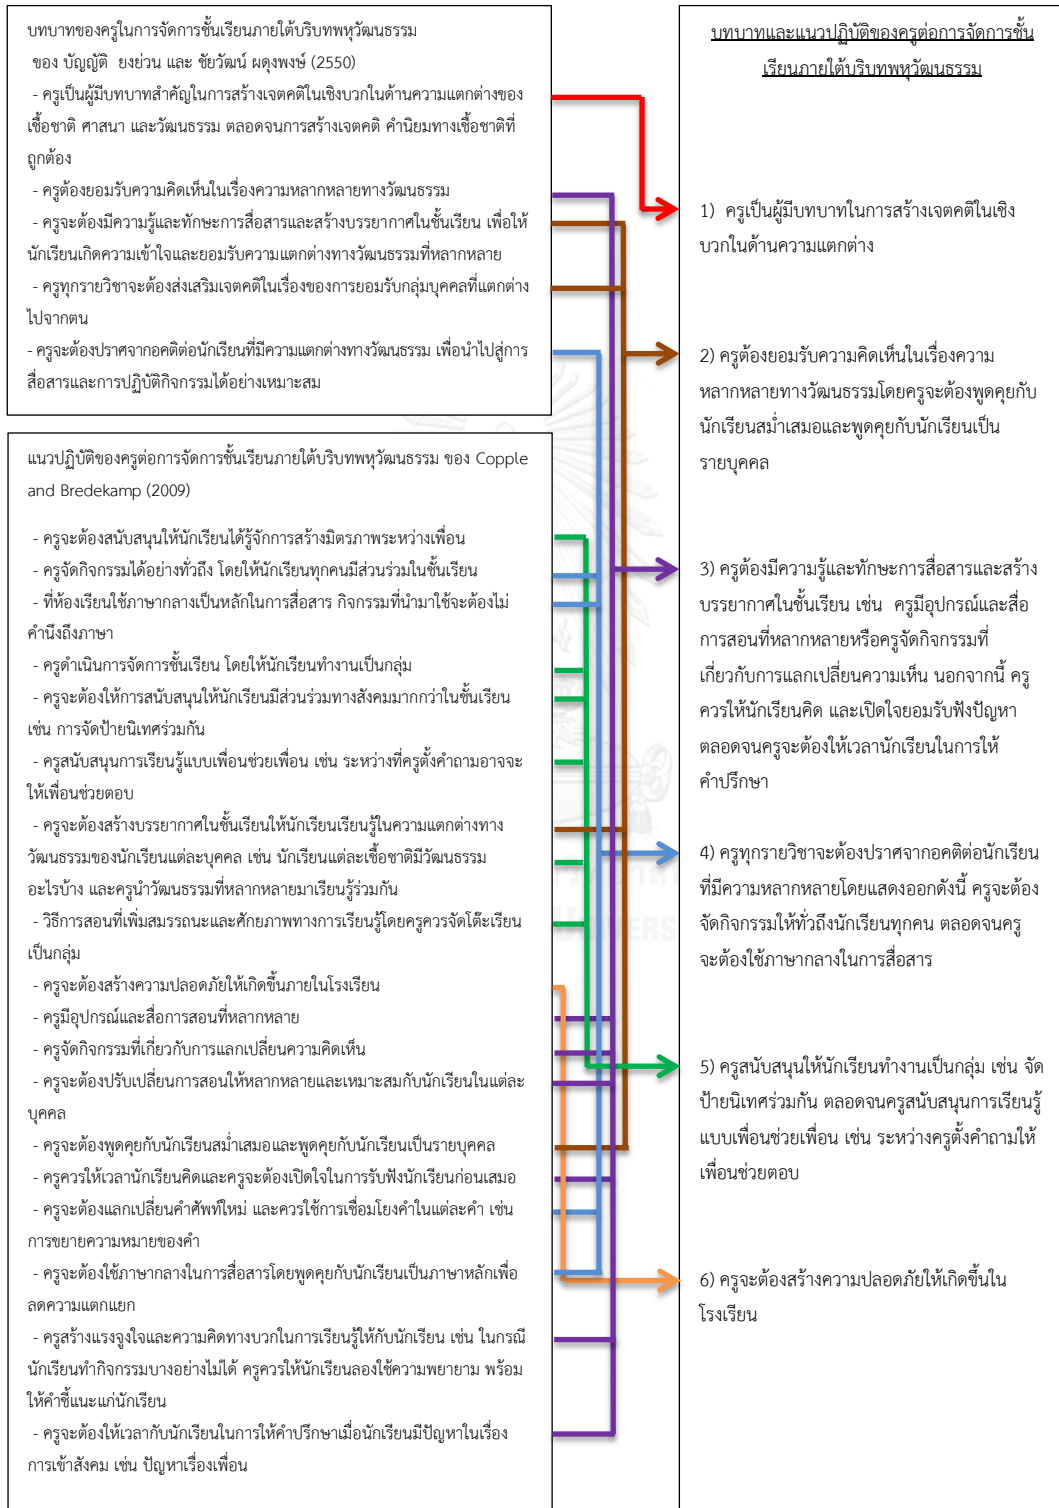 บทบาทของครูในการจัดการชั้นเรียนภายใต้บริบทพหุวัฒนธรรม
ของ บัญญัติ ยงย่วน และ ชัยวัฒน์ ผดุงพงษ์ (2550)
- ครูเป็นผู้มีบทบาทสำคัญในการสร้างเจตคติในเชิงบวกในด้านความแตกต่างของ
เชื้อชาติ ศาสนา และวัฒนธรรม ตลอดจนการสร้างเจตคติ คำนิยมทางเชื้อชาติที่
ถูกต้อง
- ครูต้องยอมรับความคิดเห็นในเรื่องความหลากหลายทางวัฒนธรรม
- ครูจะต้องมีความรู้และทักษะการสื่อสารและสร้างบรรยากาศในชั้นเรียน เพื่อให้
นักเรียนเกิดความเข้าใจและยอมรับความแตกต่างทางวัฒนธรรมที่หลากหลาย
- ครูทุกรายวิชาจะต้องส่งเสริมเจตคติในเรื่องของการยอมรับกลุ่มบุคคลที่แตกต่าง
ไปจากตน
- ครูจะต้องปราศจากอคติต่อนักเรียนที่มีความแตกต่างทางวัฒนธรรม เพื่อนำไปสู่การ
สื่อสารและการปฏิบัติกิจกรรมได้อย่างเหมาะสม
แนวปฏิบัติของครูต่อการจัดการชั้นเรียนภายใต้บริบทพหุวัฒนธรรม ของ Copple
and Bredekamp (2009)
- ครูจะต้องสนับสนุนให้นักเรียนได้รู้จักการสร้างมิตรภาพระหว่างเพื่อน
- ครูจัดกิจกรรมได้อย่างทั่วถึง โดยให้นักเรียนทุกคนมีส่วนร่วมในชั้นเรียน
- ที่ห้องเรียนใช้ภาษากลางเป็นหลักในการสื่อสาร กิจกรรมที่นำมาใช้จะต้องไม่
คำนึงถึงภาษา
- ครูดำเนินการจัดการชั้นเรียน โดยให้นักเรียนทำงานเป็นกลุ่ม
- ครูจะต้องให้การสนับสนุนให้นักเรียนมีส่วนร่วมทางสังคมมากกว่าในชั้นเรียน
เช่น การจัดป้ายนิเทศร่วมกัน
- ครูสนับสนุนการเรียนรู้แบบเพื่อนช่วยเพื่อน เช่น ระหว่างที่ครูตั้งคำถามอาจจะ
ให้เพื่อนช่วยตอบ
- ครูจะต้องสร้างบรรยากาศในชั้นเรียนให้นักเรียนเรียนรู้ในความแตกต่างทาง
วัฒนธรรมของนักเรียนแต่ละบุคคล เช่น นักเรียนแต่ละเชื้อชาติมีวัฒนธรรม
อะไรบ้าง และครูนำวัฒนธรรมที่หลากหลายมาเรียนรู้ร่วมกัน
- วิธีการสอนที่เพิ่มสมรรถนะและศักยภาพทางการเรียนรู้โดยครูควรจัดโต๊ะเรียน
เป็นกลุ่ม
- ครูจะต้องสร้างความปลอดภัยให้เกิดขึ้นภายในโรงเรียน
- ครูมีอุปกรณ์และสื่อการสอนที่หลากหลาย
- ครูจัดกิจกรรมที่เกี่ยวกับการแลกเปลี่ยนความคิดเห็น
- ครูจะต้องปรับเปลี่ยนการสอนให้หลากหลายและเหมาะสมกับนักเรียนในแต่ละ
บุคคล
- ครูจะต้องพูดคุยกับนักเรียนสม่ำเสมอและพูดคุยกับนักเรียนเป็นรายบุคคล
- ครูควรให้เวลานักเรียนคิดและครูจะต้องเปิดใจในการรับฟังนักเรียนก่อนเสมอ
- ครูจะต้องแลกเปลี่ยนคำศัพท์ใหม่ และควรใช้การเชื่อมโยงคำในแต่ละคำ เช่น
การขยายความหมายของคำ
- ครูจะต้องใช้ภาษากลางในการสื่อสารโดยพูดคุยกับนักเรียนเป็นภาษาหลักเพื่อ
ลดความแตกแยก
- ครูสร้างแรงจูงใจและความคิดทางบวกในการเรียนรู้ให้กับนักเรียน เช่น ในกรณี
นักเรียนทำกิจกรรมบางอย่างไม่ได้ ครูควรให้นักเรียนลองใช้ความพยายาม พร้อม
ให้คำชี้แนะแก่นักเรียน
- ครูจะต้องให้เวลากับนักเรียนในการให้คำปรึกษาเมื่อนักเรียนมีปัญหาในเรื่อง
การเข้าสังคม เช่น ปัญหาเรื่องเพื่อน
บทบาทและแนวปฏิบัติของครูต่อการจัดการชั้น
เรียนภายใต้บริบทพหุวัฒนธรรม
1) ครูเป็นผู้มีบทบาทในการสร้างเจตคติในเชิง
บวกในด้านความแตกต่าง
2) ครูต้องยอมรับความคิดเห็นในเรื่องความ
หลากหลายทางวัฒนธรรมโดยครูจะต้องพูดคุยกับ
นักเรียนสม่ำเสมอและพูดคุยกับนักเรียนเป็น
รายบุคคล
3) ครูต้องมีความรู้และทักษะการสื่อสารและสร้าง
บรรยากาศในชั้นเรียน เช่น ครูมีอุปกรณ์และสื่อ
การสอนที่หลากหลายหรือครูจัดกิจกรรมที่
เกี่ยวกับการแลกเปลี่ยนความเห็น นอกจากนี้ ครู
ควรให้นักเรียนคิด และเปิดใจยอมรับฟังปัญหา
ตลอดจนครูจะต้องให้เวลานักเรียนในการให้
คำปรึกษา
4) ครูทุกรายวิชาจะต้องปราศจากอคติต่อนักเรียน
ที่มีความหลากหลายโดยแสดงออกดังนี้ ครูจะต้อง
จัดกิจกรรมให้ทั่วถึงนักเรียนทุกคน ตลอดจนครู
จะต้องใช้ภาษากลางในการสื่อสาร
5) ครูสนับสนุนให้นักเรียนทำงานเป็นกลุ่ม เช่น จัด
ป้ายนิเทศร่วมกัน ตลอดจนครูสนับสนุนการเรียนรู้
แบบเพื่อนช่วยเพื่อน เช่น ระหว่างครูตั้งคำถามให้
เพื่อนช่วยตอบ
6) ครูจะต้องสร้างความปลอดภัยให้เกิดขึ้นใน
โรงเรียน